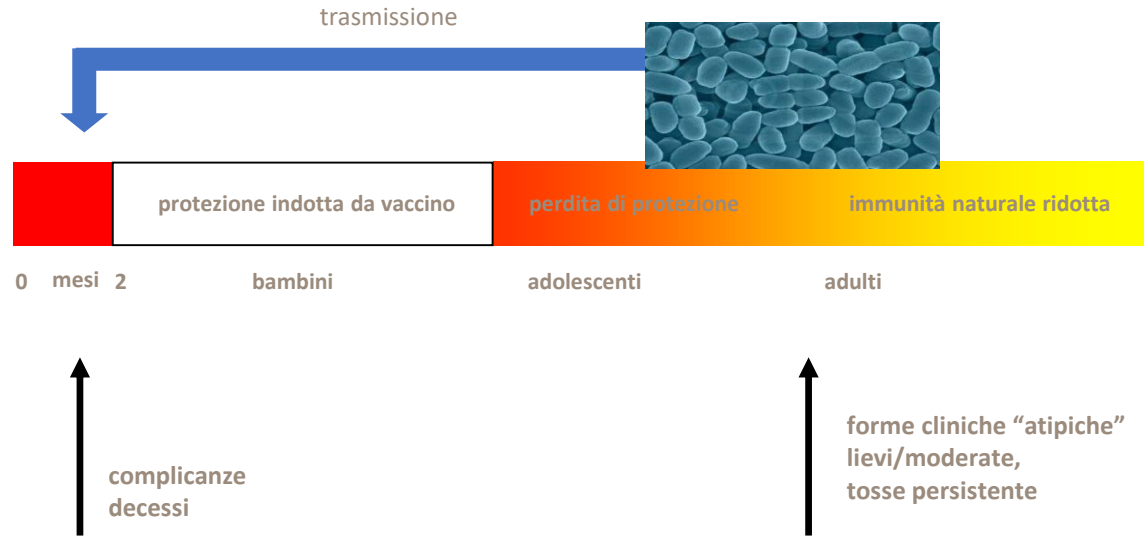 trasmissione
protezione indotta da vaccino
perdita di protezione
immunità naturale ridotta
0 mesi 2
bambini
adolescenti
adulti
complicanze
decessi
forme cliniche “atipiche”
lievi/moderate,
tosse persistente